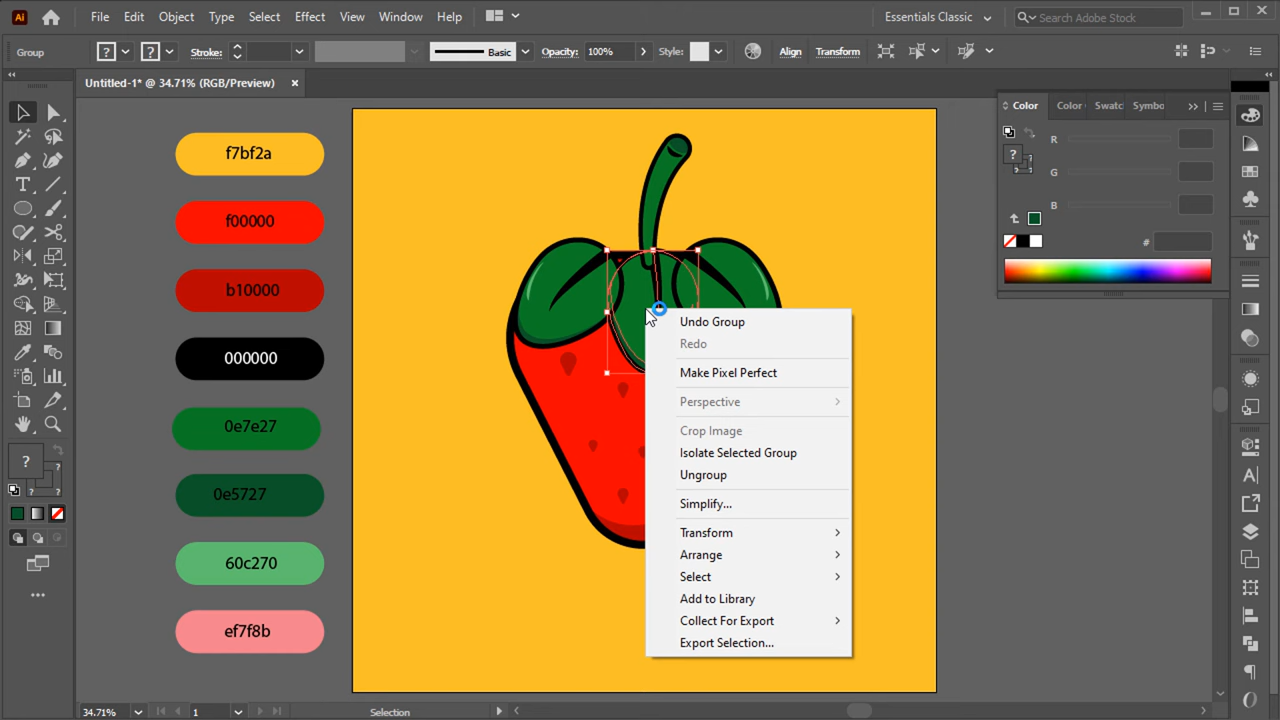 Ai File Edit Object Type Select Effect View Window Help Essentials Classic Search Adobe Stock
Group ? ? Stroke: Basic Opacity: 100% Style: Align Transform
Untitled-1* @ 34.71% (RGB/Preview) ×
Color Color Swatc Symbo
R
? G
B
#
f7bf2a
f00000
b10000
000000
0e7e27
0e5727
60c270
ef7f8b
T
? ? ?
Undo Group
Redo
Make Pixel Perfect
Perspective
Crop Image
Isolate Selected Group
Ungroup
Simplify...
Transform
Arrange
Select
Add to Library
Collect For Export
Export Selection...
34.71% 1 Selection